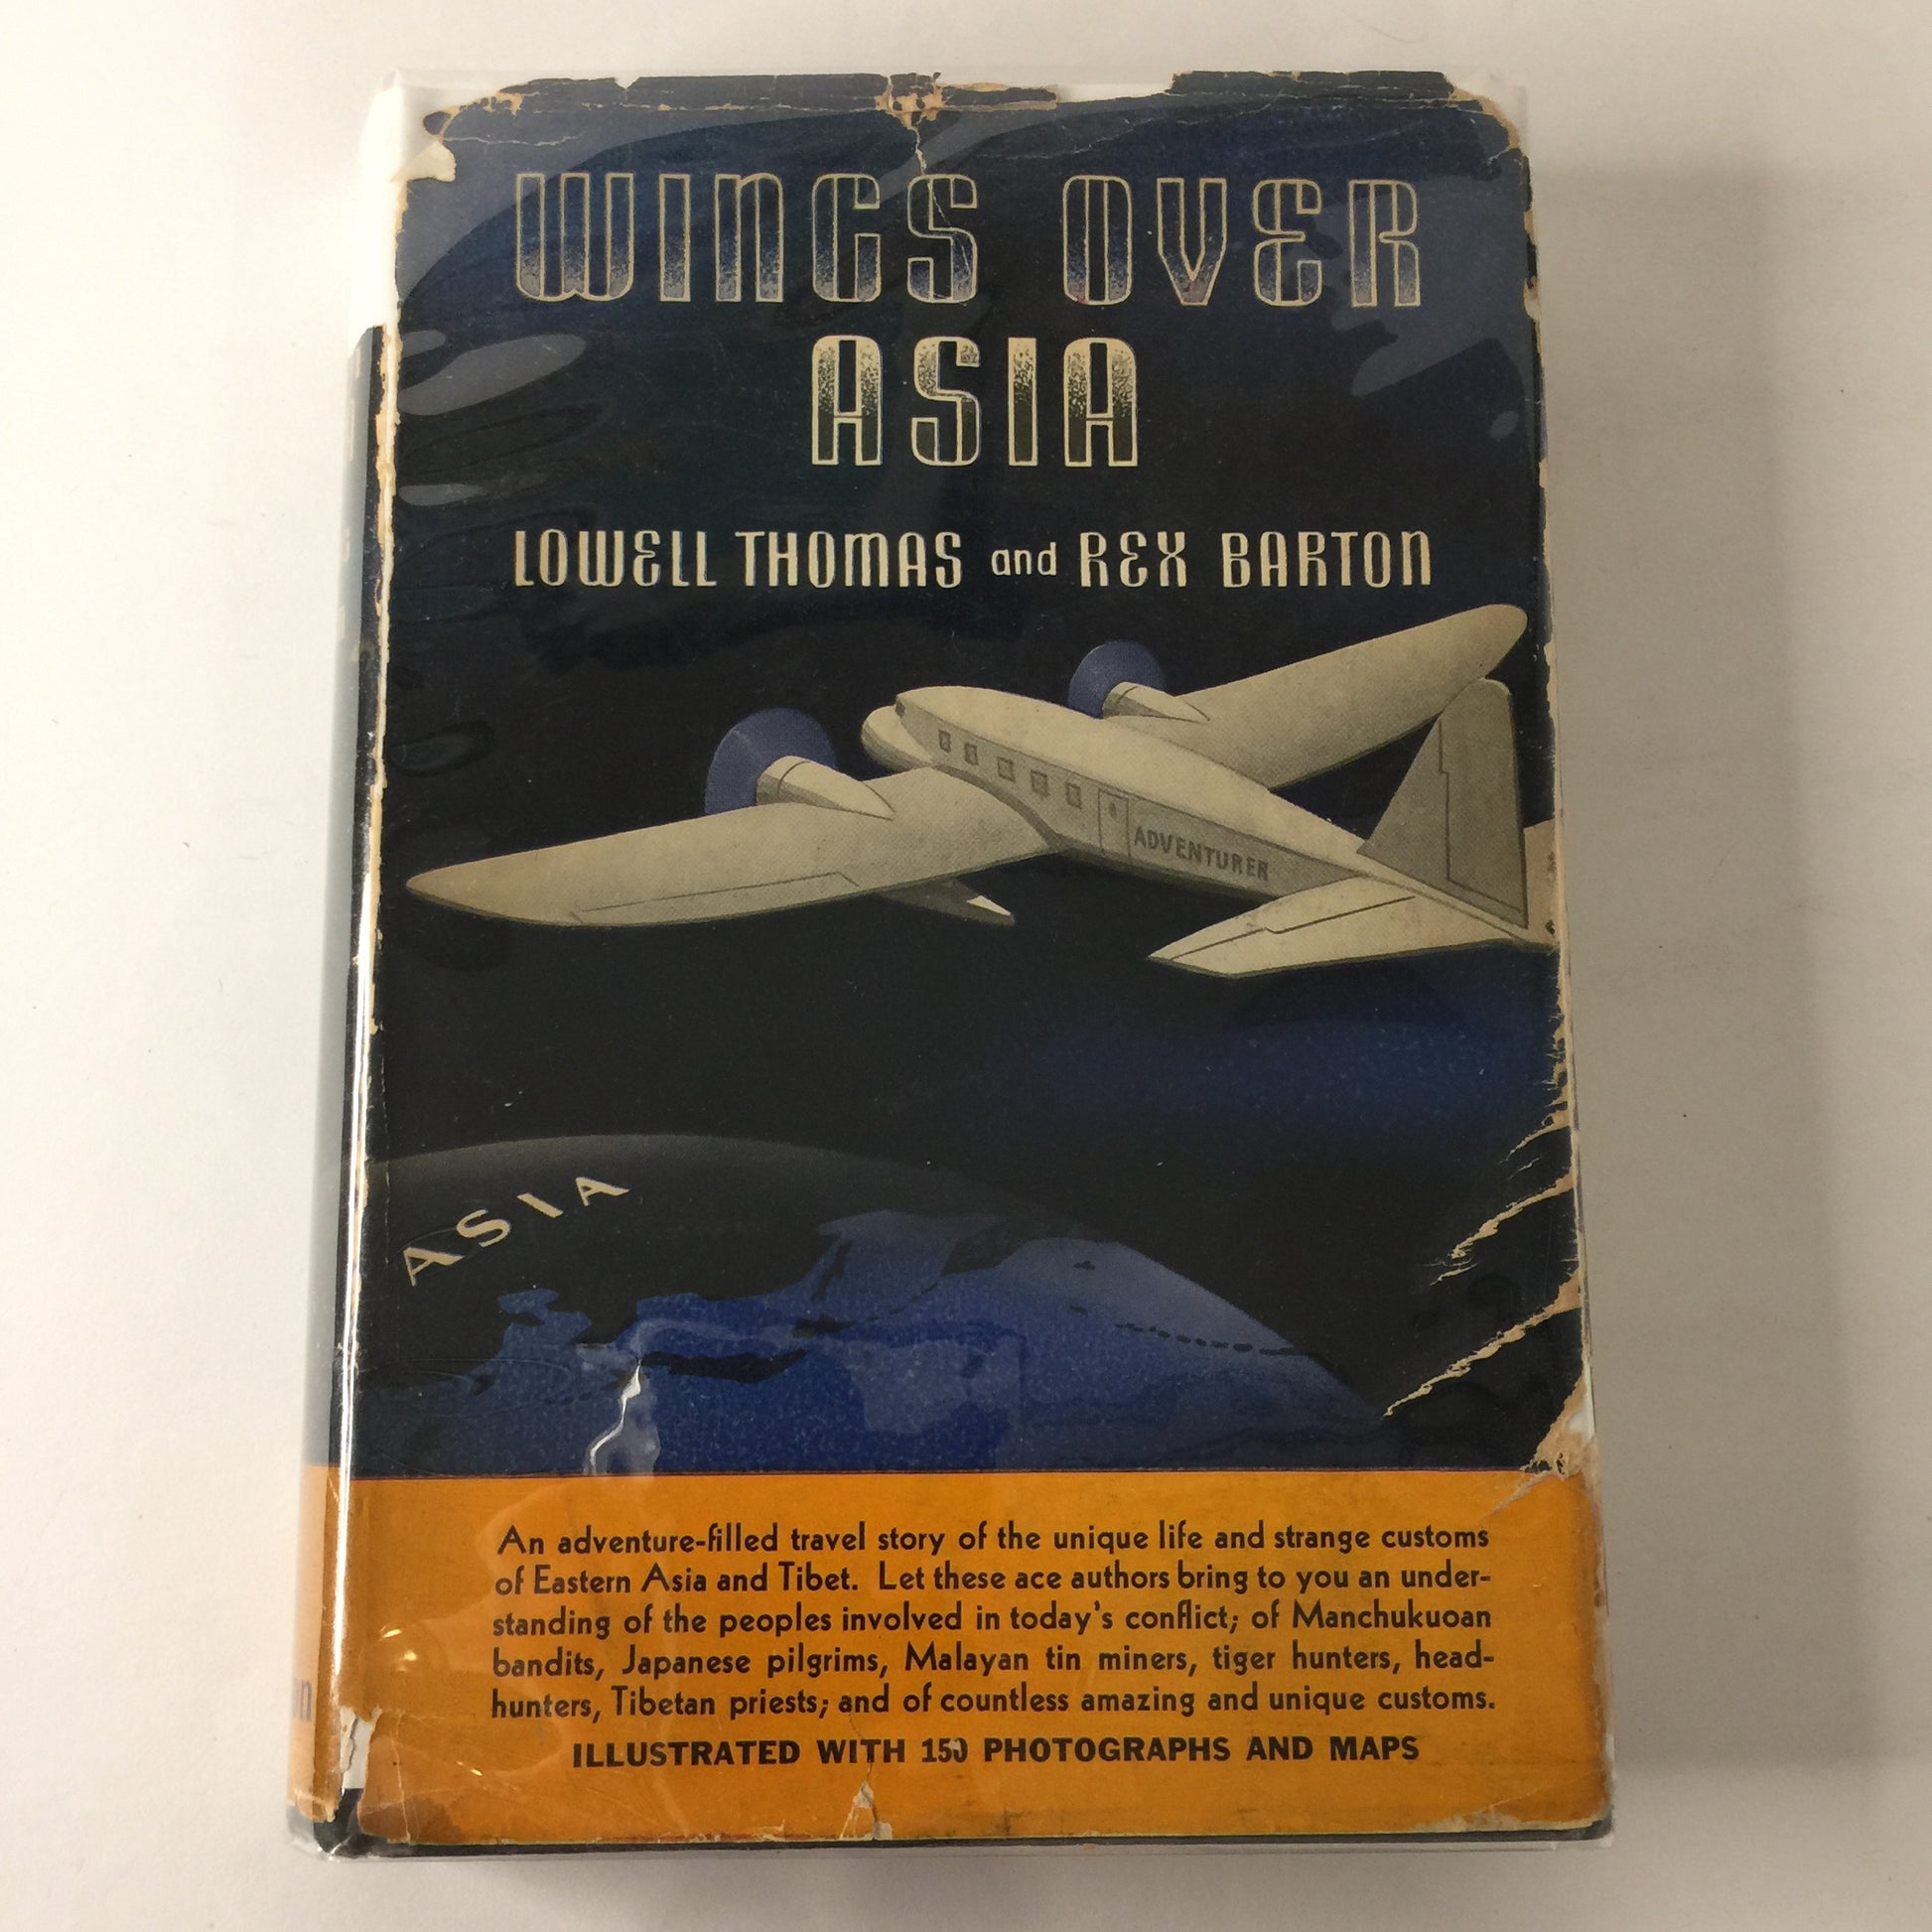 WINGS OVER
ASIA
LOWELL THOMAS and REX BARTON
ADVENTURER
ASIA
An adventure-filled travel story of the unique life and strange customs
of Eastern Asia and Tibet. Let these ace authors bring to you an under-
standing of the peoples involved in today's conflict; of Manchukuoan
bandits, Japanese pilgrims, Malayan tin miners, tiger hunters, head-
hunters, Tibetan priests; and of countless amazing and unique customs.
ILLUSTRATED WITH 150 PHOTOGRAPHS AND MAPS